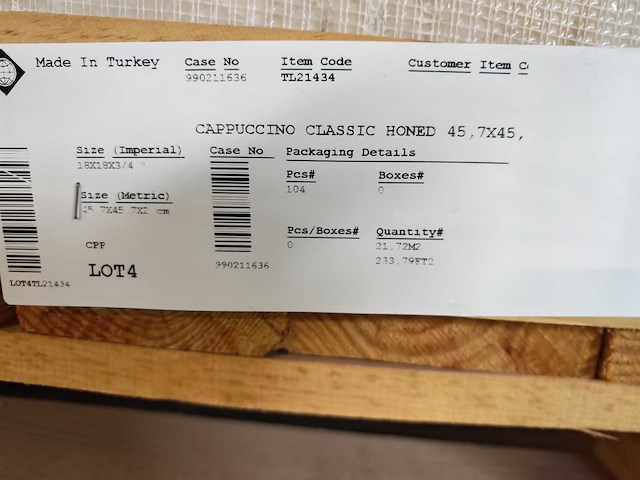 Made In Turkey
Case No
990211636
Item Code
TL21434
Customer Item
CAPPUCCINO CLASSIC HONED 45,7X45,
Size (Imperial)
18X18X3/4 "
Size (Metric)
45,7X45,7X2 cm
CPP
LOT4
LOT4TL21434
Case No
990211636
Packaging Details
Pcs#
104
Boxes#
0
Pcs/Boxes#
0
Quantity#
21,72M2
233,79FT2